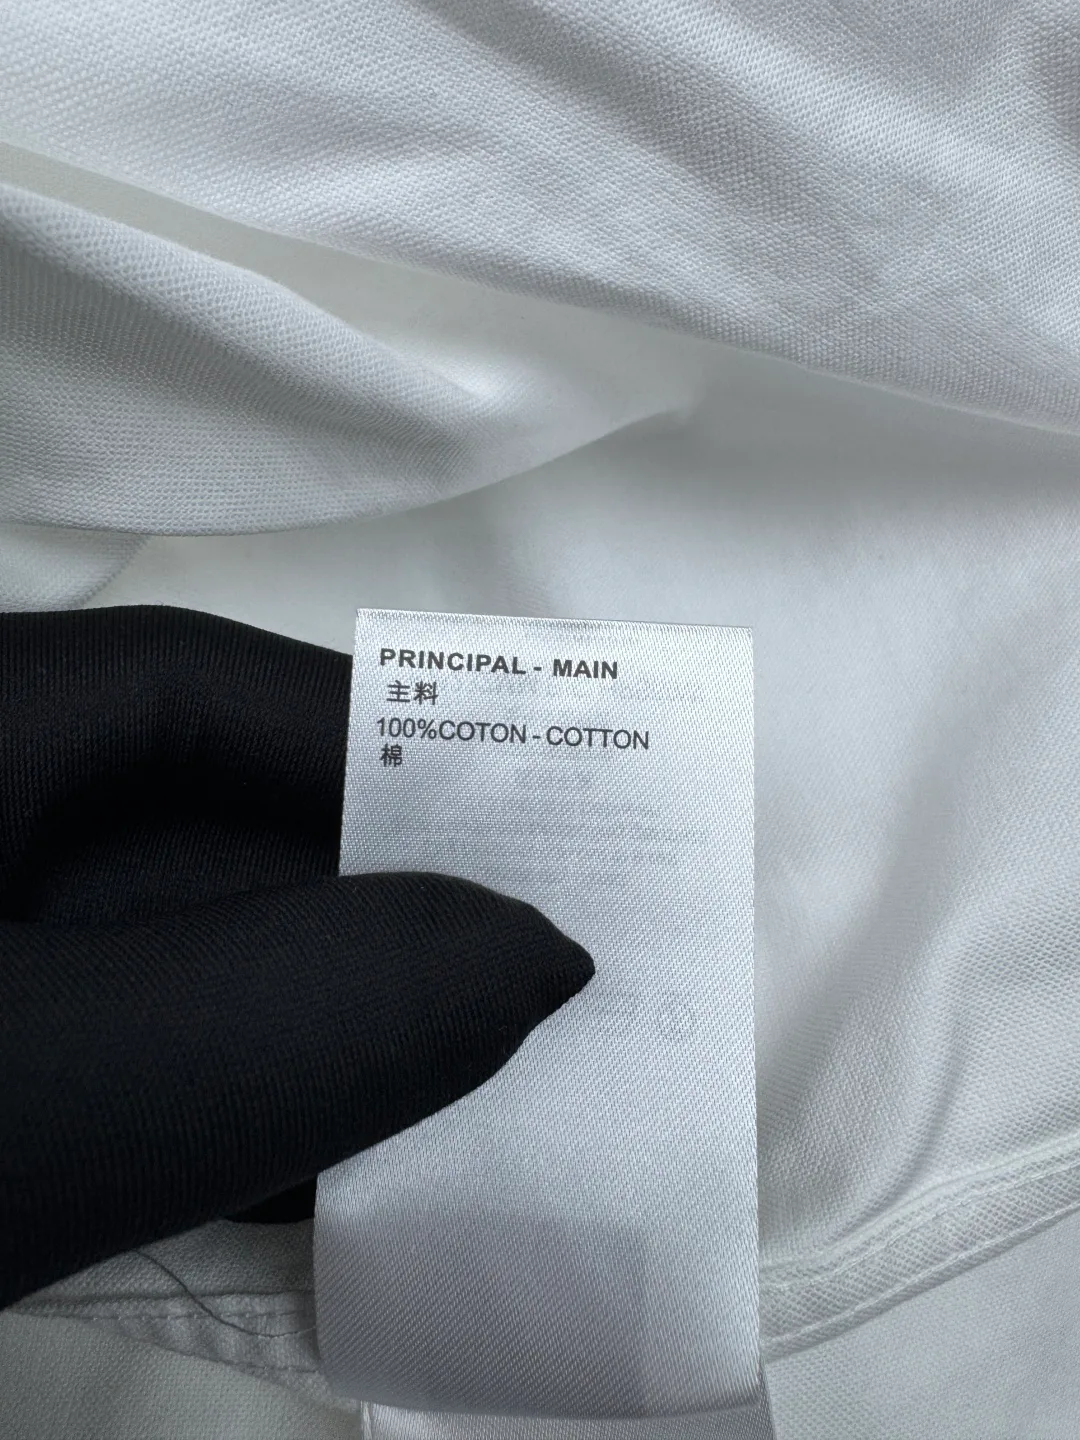 PRINCIPAL - MAIN
主料
100%COTON - COTTON
棉